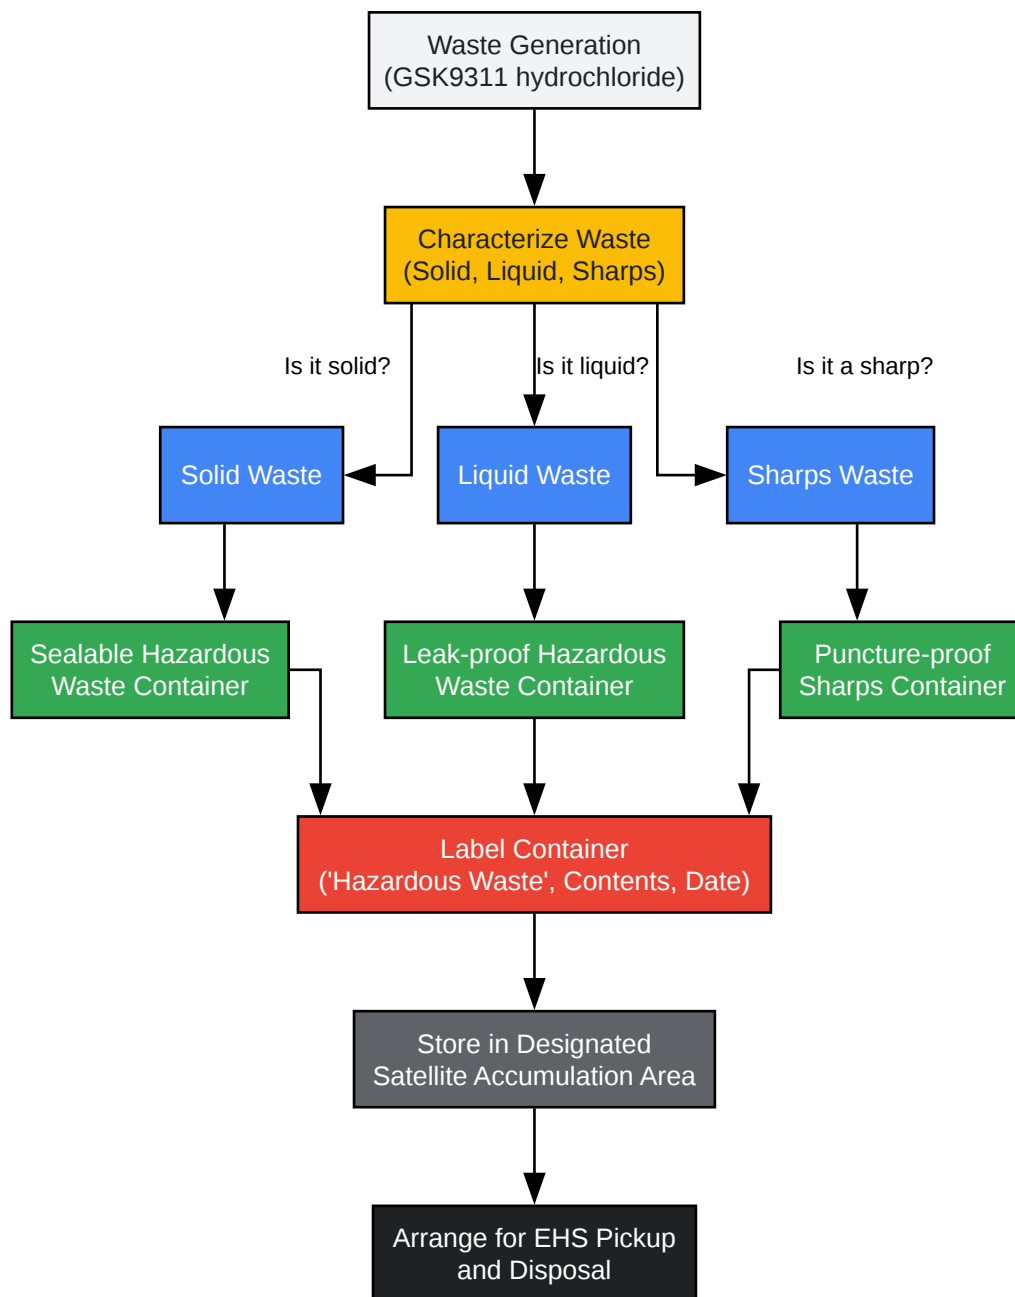 Waste Generation
(GSK9311 hydrochloride)
Characterize Waste
(Solid, Liquid, Sharps)
Is it solid?
Is it liquid?
Is it a sharp?
Solid Waste
Liquid Waste
Sharps Waste
Sealable Hazardous
Waste Container
Leak-proof Hazardous
Waste Container
Puncture-proof
Sharps Container
Label Container
('Hazardous Waste', Contents, Date)
Store in Designated
Satellite Accumulation Area
Arrange for EHS Pickup
and Disposal